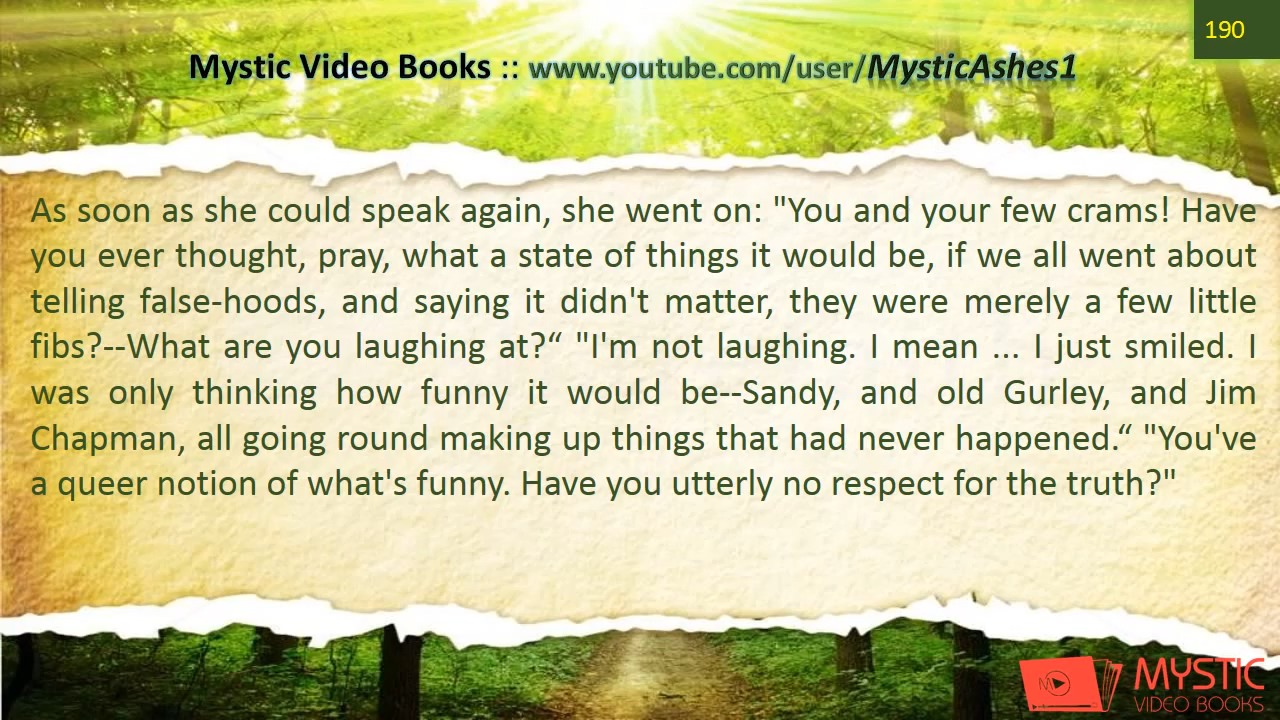 190
Mystic Video Books :: www.youtube.com/user/MysticAshes1
As soon as she could speak again, she went on: "You and your few crams! Have
you ever thought, pray, what a state of things it would be, if we all went about
telling false-hoods, and saying it didn't matter, they were merely a few little
fibs?--What are you laughing at?“ "I'm not laughing. I mean ... I just smiled. I
was only thinking how funny it would be--Sandy, and old Gurley, and Jim
Chapman, all going round making up things that had never happened.“ "You've
a queer notion of what's funny. Have you utterly no respect for the truth?"
MYSTIC
VIDEO BOOKS